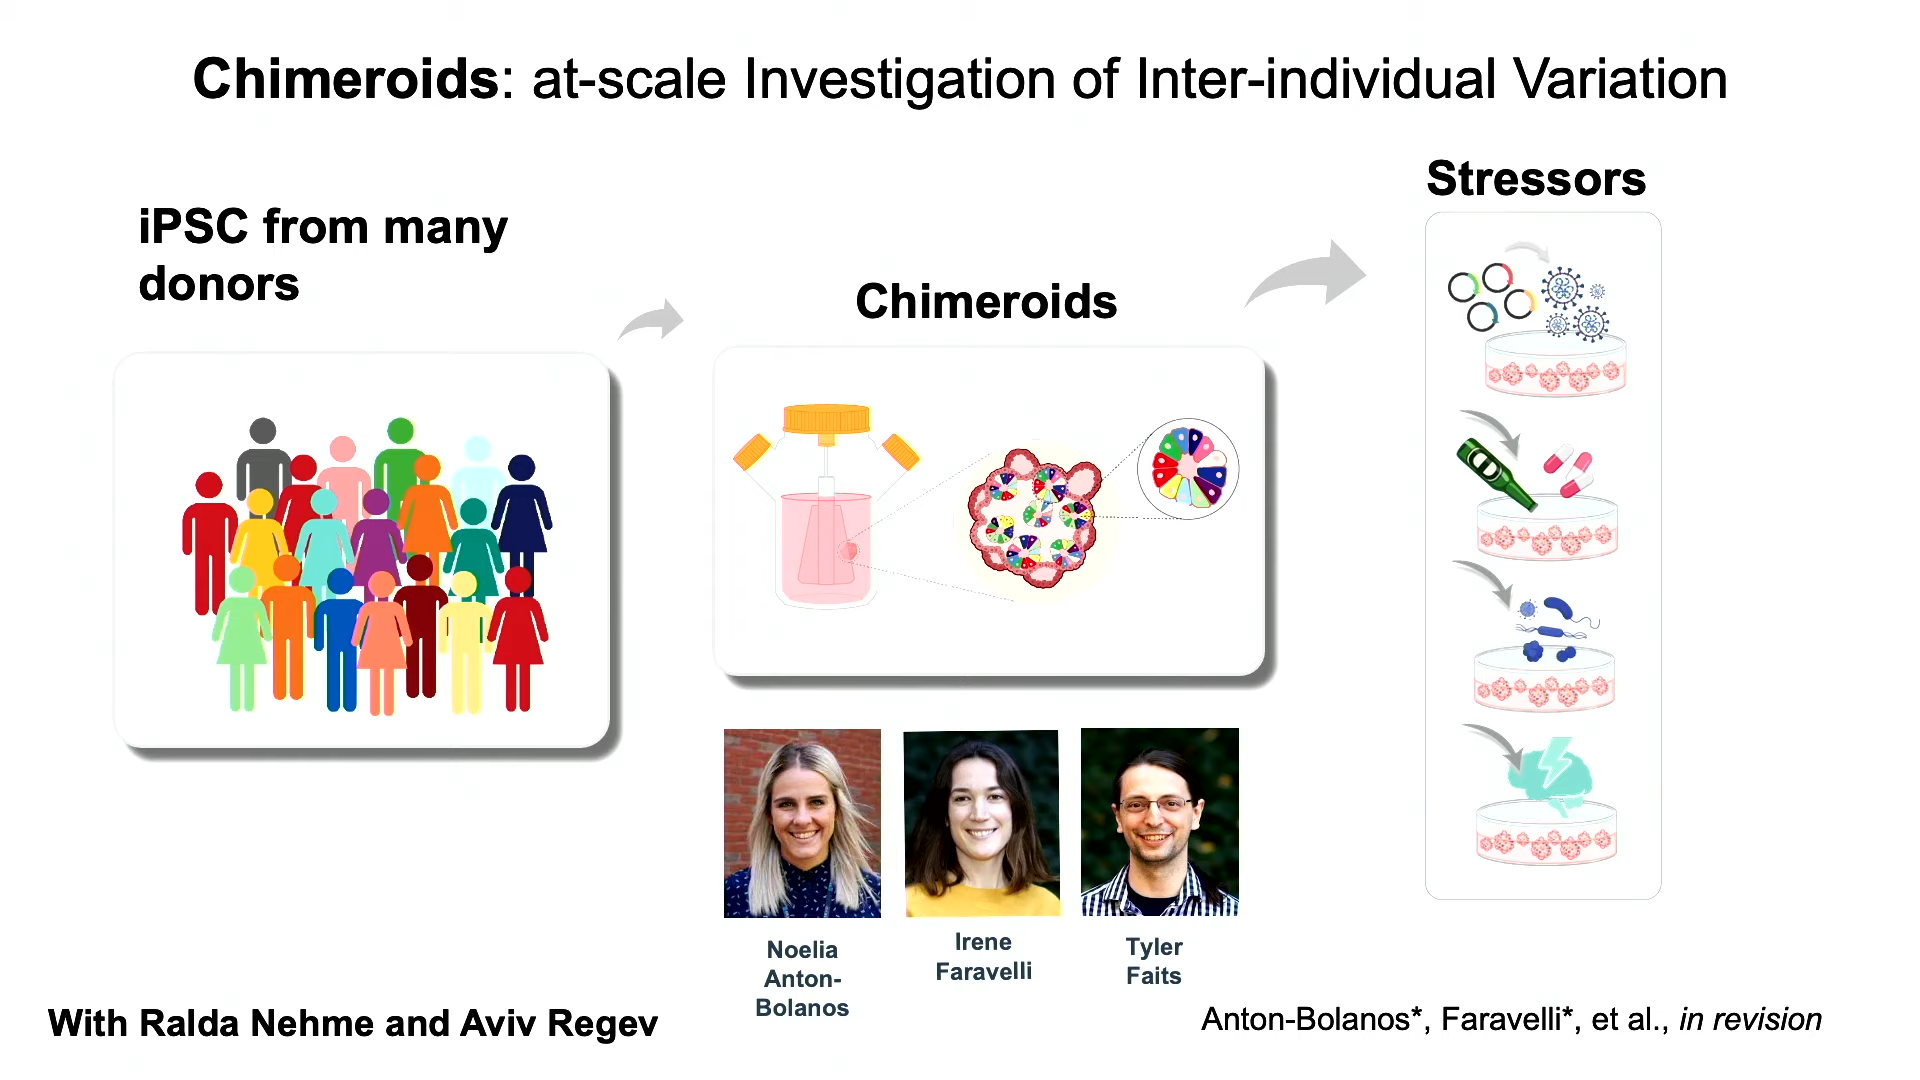 Chimeroids: at-scale Investigation of Inter-individual Variation
iPSC from many
donors
Chimeroids
Stressors
Noelia
Anton-
Bolanos
Irene
Faravelli
Tyler
Faits
With Ralda Nehme and Aviv Regev
Anton-Bolanos*, Faravelli*, et al., in revision